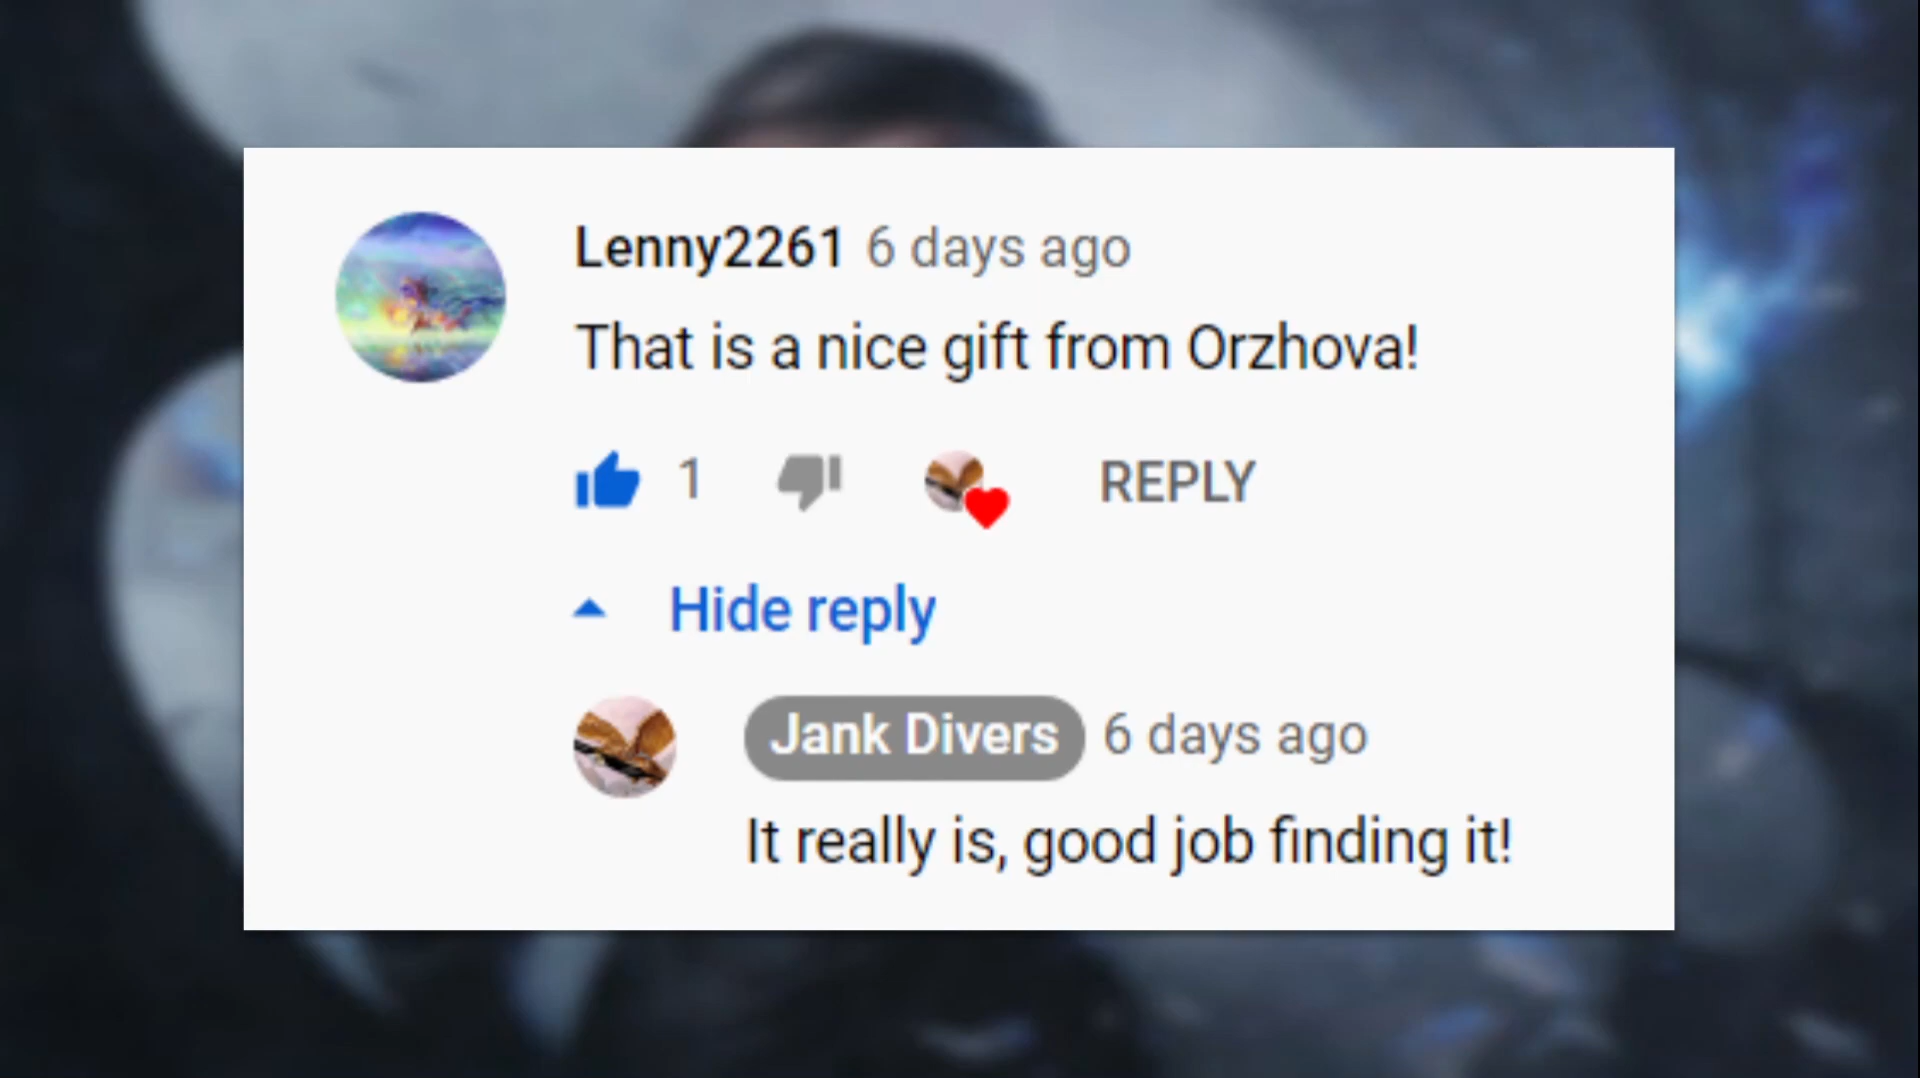 Lenny2261 6 days ago
That is a nice gift from Orzhova!
1 REPLY
Hide reply
Jank Divers 6 days ago
It really is, good job finding it!